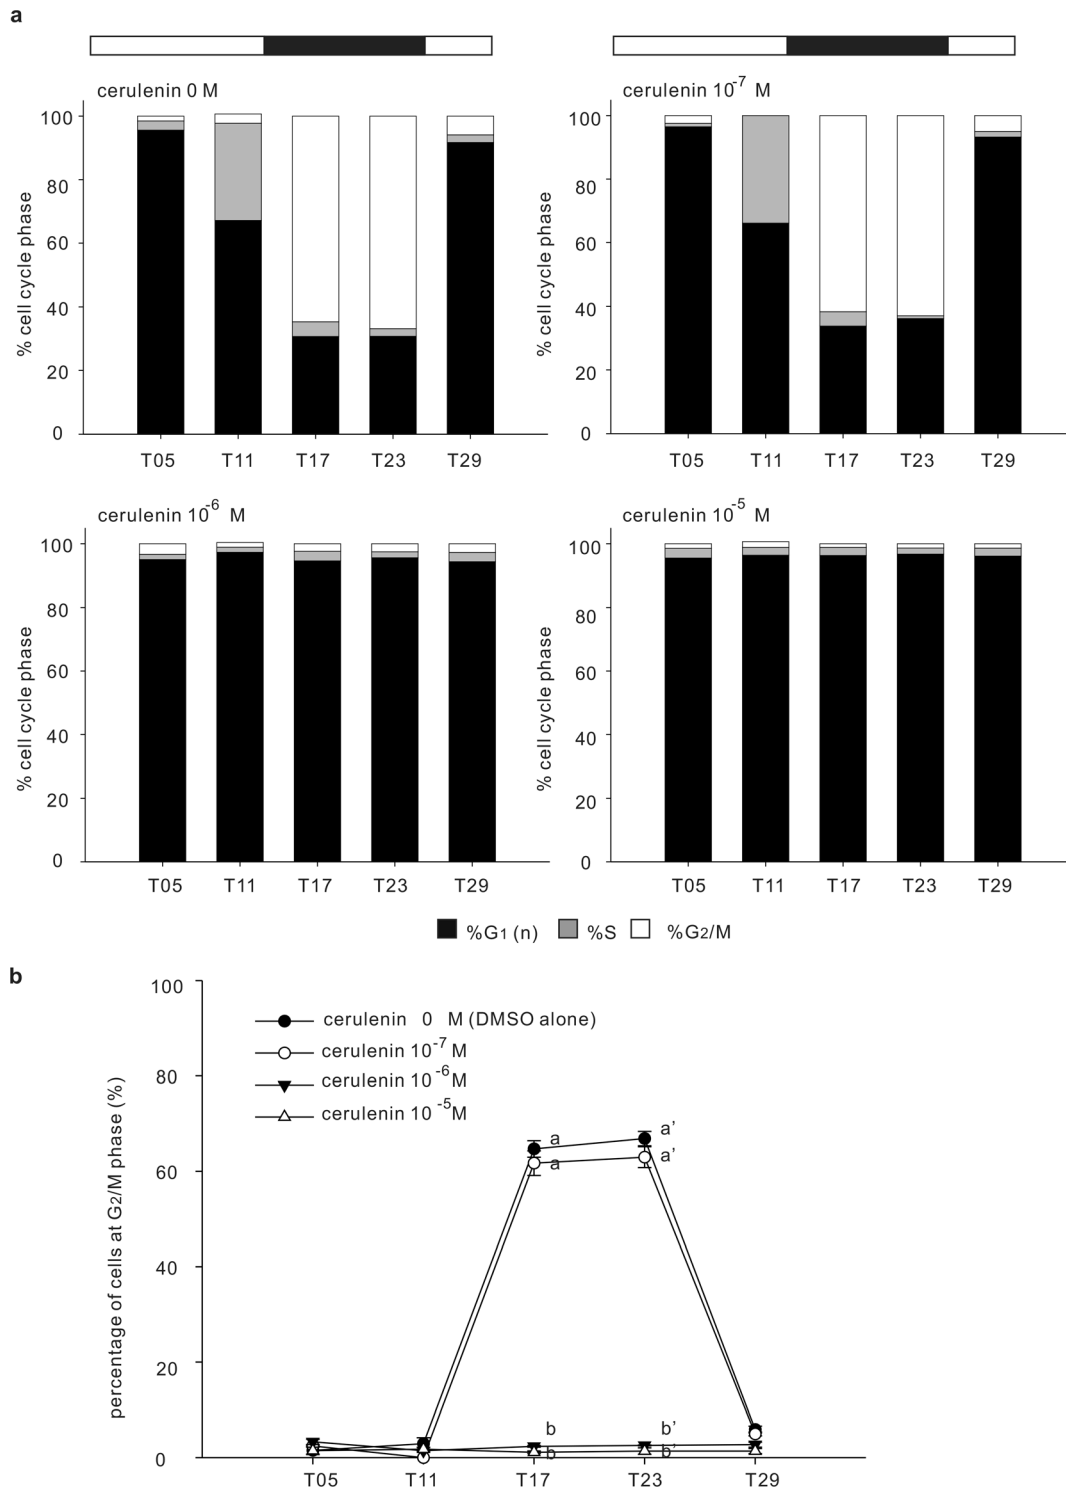 a
cerulenin 0 M
cerulenin 10-7 M
100
80
60
40
20
0
% cell cycle phase
T05 T11 T17 T23 T29
100
80
60
40
20
0
% cell cycle phase
T05 T11 T17 T23 T29
cerulenin 10-6 M
cerulenin 10-5 M
100
80
60
40
20
0
% cell cycle phase
T05 T11 T17 T23 T29
100
80
60
40
20
0
% cell cycle phase
T05 T11 T17 T23 T29
%G1 (n) %S %G2/M
b
100
80
60
40
20
0
percentage of cells at G2/M phase (%)
cerulenin 0 M (DMSO alone)
cerulenin 10-7 M
cerulenin 10-6 M
cerulenin 10-5 M
a a'
a a'
b b'
b b'
T05 T11 T17 T23 T29